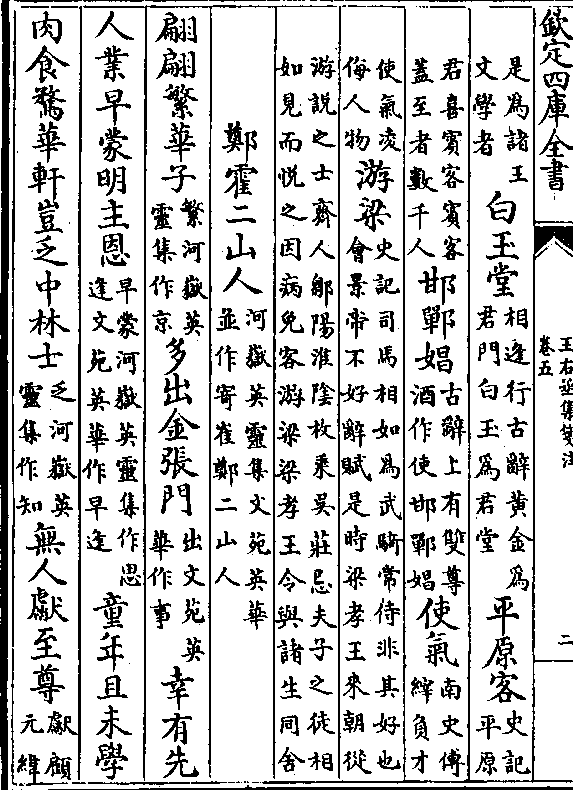 欽定四庫全書
王右丞集箋注
卷五
二
是為諸王文學者白玉堂相逢行古辭黃金為君門白玉為君堂平原客史記平原
君喜賓客賓客蓋至者數千人邯鄲娼古辭上有雙尊酒作使邯鄲娼使氣南史傅縡負才
使氣凌侮人物游梁史記司馬相如為武騎常侍非其好也會景帝不好辭賦是時梁孝王來朝從
游說之士齊人鄒陽淮陰枚乘吳莊忌夫子之徒相如見而悅之因病免客游梁梁孝王令與諸生同舍
鄭霍二山人河嶽英靈集文苑英華並作寄崔鄭二山人
翩翩繁華子繁河嶽英靈集作京多出金張門出文苑英華作事幸有先
人業早蒙明主恩早蒙河嶽英靈集作思逢文苑英華作早逢童年且未學
肉食鶩華軒豈乏中林士乏河嶽英靈集作知無人獻至尊獻顧元緯